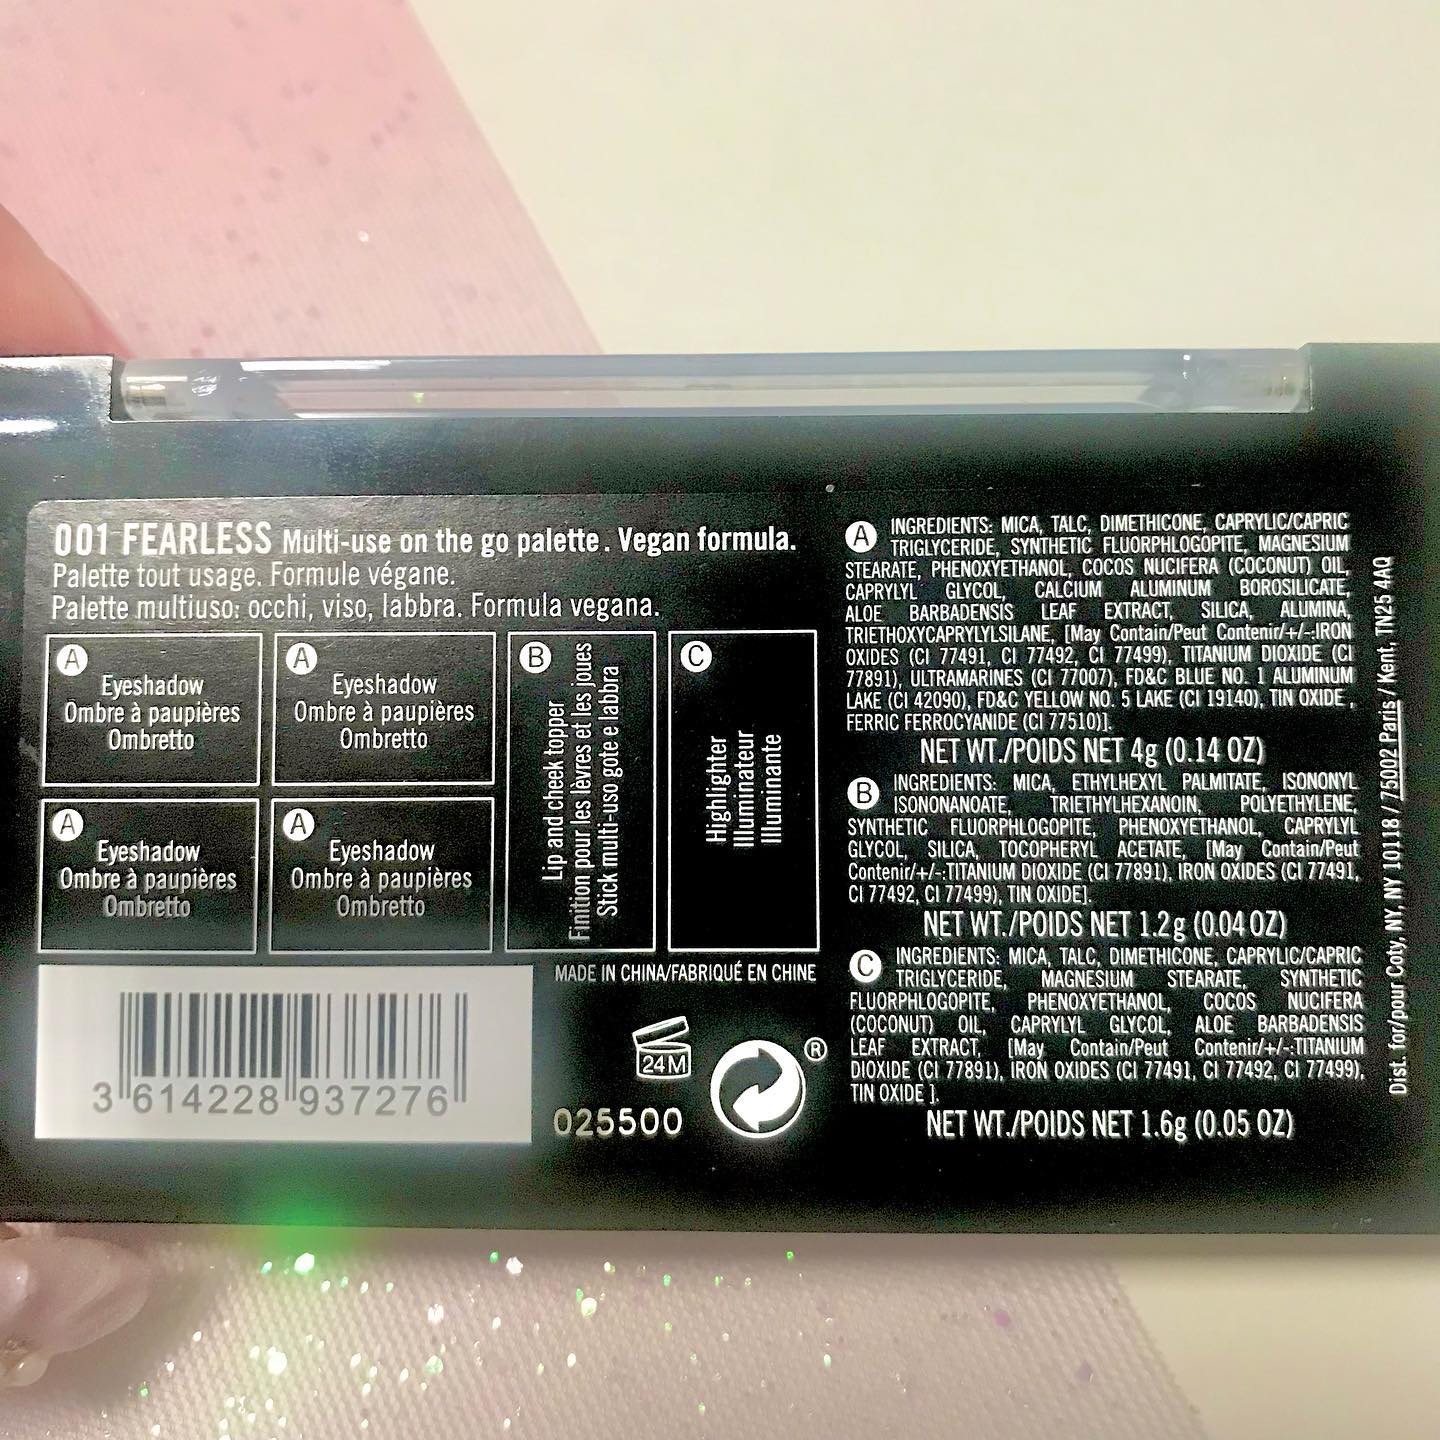 001 FEARLESS Multi-use on the go palette. Vegan formula.
Palette tout usage. Formule végane.
Palette multiuso: occhi, viso, labbra. Formula vegana.
A
Eyeshadow
Ombre à paupières
Ombretto
A
Eyeshadow
Ombre à paupières
Ombretto
A
Eyeshadow
Ombre à paupières
Ombretto
A
Eyeshadow
Ombre à paupières
Ombretto
B
Lip and cheek topper
Finition pour les lèvres et les joues
Stick multi-uso gote e labbra
C
Highlighter
Illuminateur
Illuminante
MADE IN CHINA/FABRIQUÉ EN CHINE
3 614228 937276
24M
025500
®
A INGREDIENTS: MICA, TALC, DIMETHICONE, CAPRYLIC/CAPRIC
TRIGLYCERIDE, SYNTHETIC FLUORPHLOGOPITE, MAGNESIUM
STEARATE, PHENOXYETHANOL, COCOS NUCIFERA (COCONUT) OIL,
CAPRYLYL GLYCOL, CALCIUM ALUMINUM BOROSILICATE,
ALOE BARBADENSIS LEAF EXTRACT, SILICA, ALUMINA,
TRIETHOXYCAPRYLYLSILANE, [May Contain/Peut Contenir/+/-:IRON
OXIDES (CI 77491, CI 77492, CI 77499), TITANIUM DIOXIDE (CI
77891), ULTRAMARINES (CI 77007), FD&C BLUE NO. 1 ALUMINUM
LAKE (CI 42090), FD&C YELLOW NO. 5 LAKE (CI 19140), TIN OXIDE ,
FERRIC FERROCYANIDE (CI 77510)].
NET WT./POIDS NET 4g (0.14 OZ)
B INGREDIENTS: MICA, ETHYLHEXYL PALMITATE, ISONONYL
ISONONANOATE, TRIETHYLHEXANOIN, POLYETHYLENE,
SYNTHETIC FLUORPHLOGOPITE, PHENOXYETHANOL, CAPRYLYL
GLYCOL, SILICA, TOCOPHERYL ACETATE, [May Contain/Peut
Contenir/+/-:TITANIUM DIOXIDE (CI 77891), IRON OXIDES (CI 77491,
CI 77492, CI 77499), TIN OXIDE].
NET WT./POIDS NET 1.2g (0.04 OZ)
C INGREDIENTS: MICA, TALC, DIMETHICONE, CAPRYLIC/CAPRIC
TRIGLYCERIDE, MAGNESIUM STEARATE, SYNTHETIC
FLUORPHLOGOPITE, PHENOXYETHANOL, COCOS NUCIFERA
(COCONUT) OIL, CAPRYLYL GLYCOL, ALOE BARBADENSIS
LEAF EXTRACT, [May Contain/Peut Contenir/+/-:TITANIUM
DIOXIDE (CI 77891), IRON OXIDES (CI 77491, CI 77492, CI 77499),
TIN OXIDE ].
NET WT./POIDS NET 1.6g (0.05 OZ)
Dist. for/pour Coty, NY, NY 10118 / 75002 Paris / Kent, TN25 4AQ